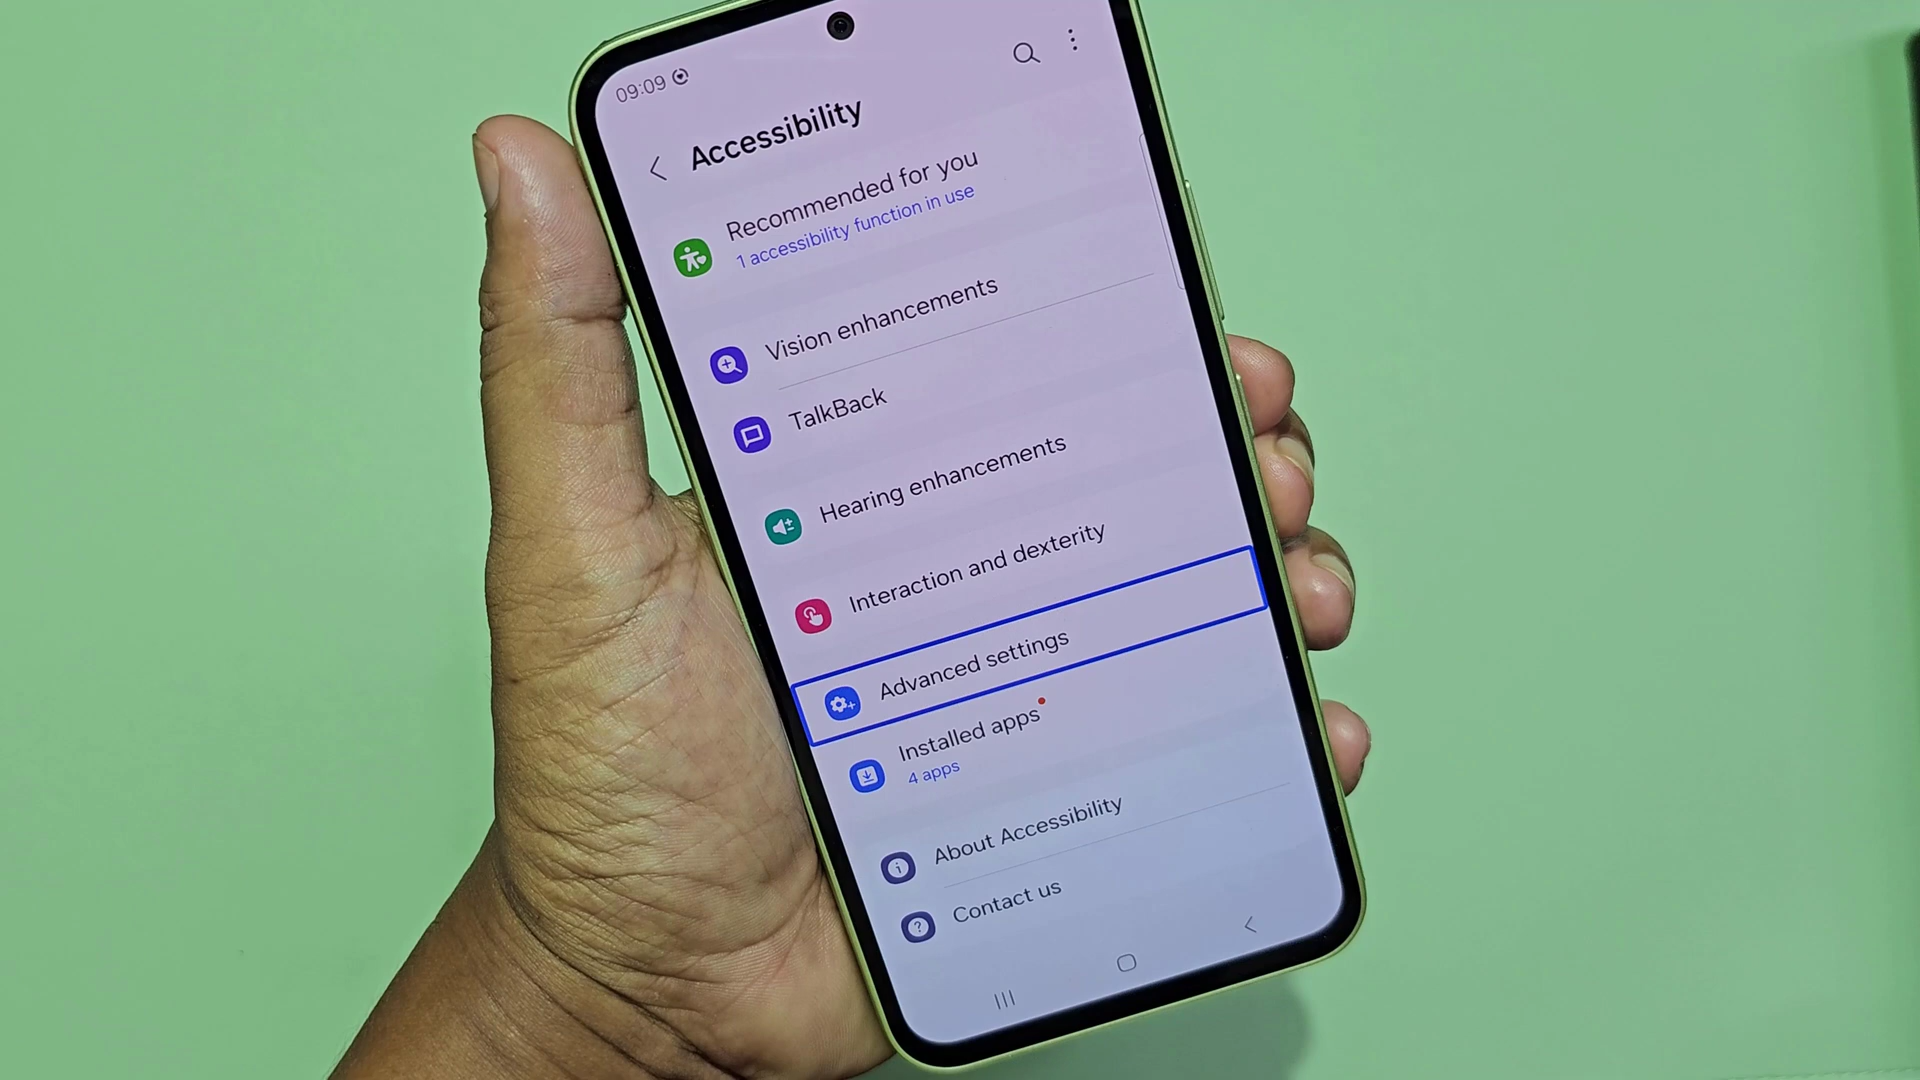 09:09
Accessibility
Recommended for you
1 accessibility function in use
Vision enhancements
TalkBack
Hearing enhancements
Interaction and dexterity
Advanced settings
Installed apps
4 apps
About Accessibility
Contact us